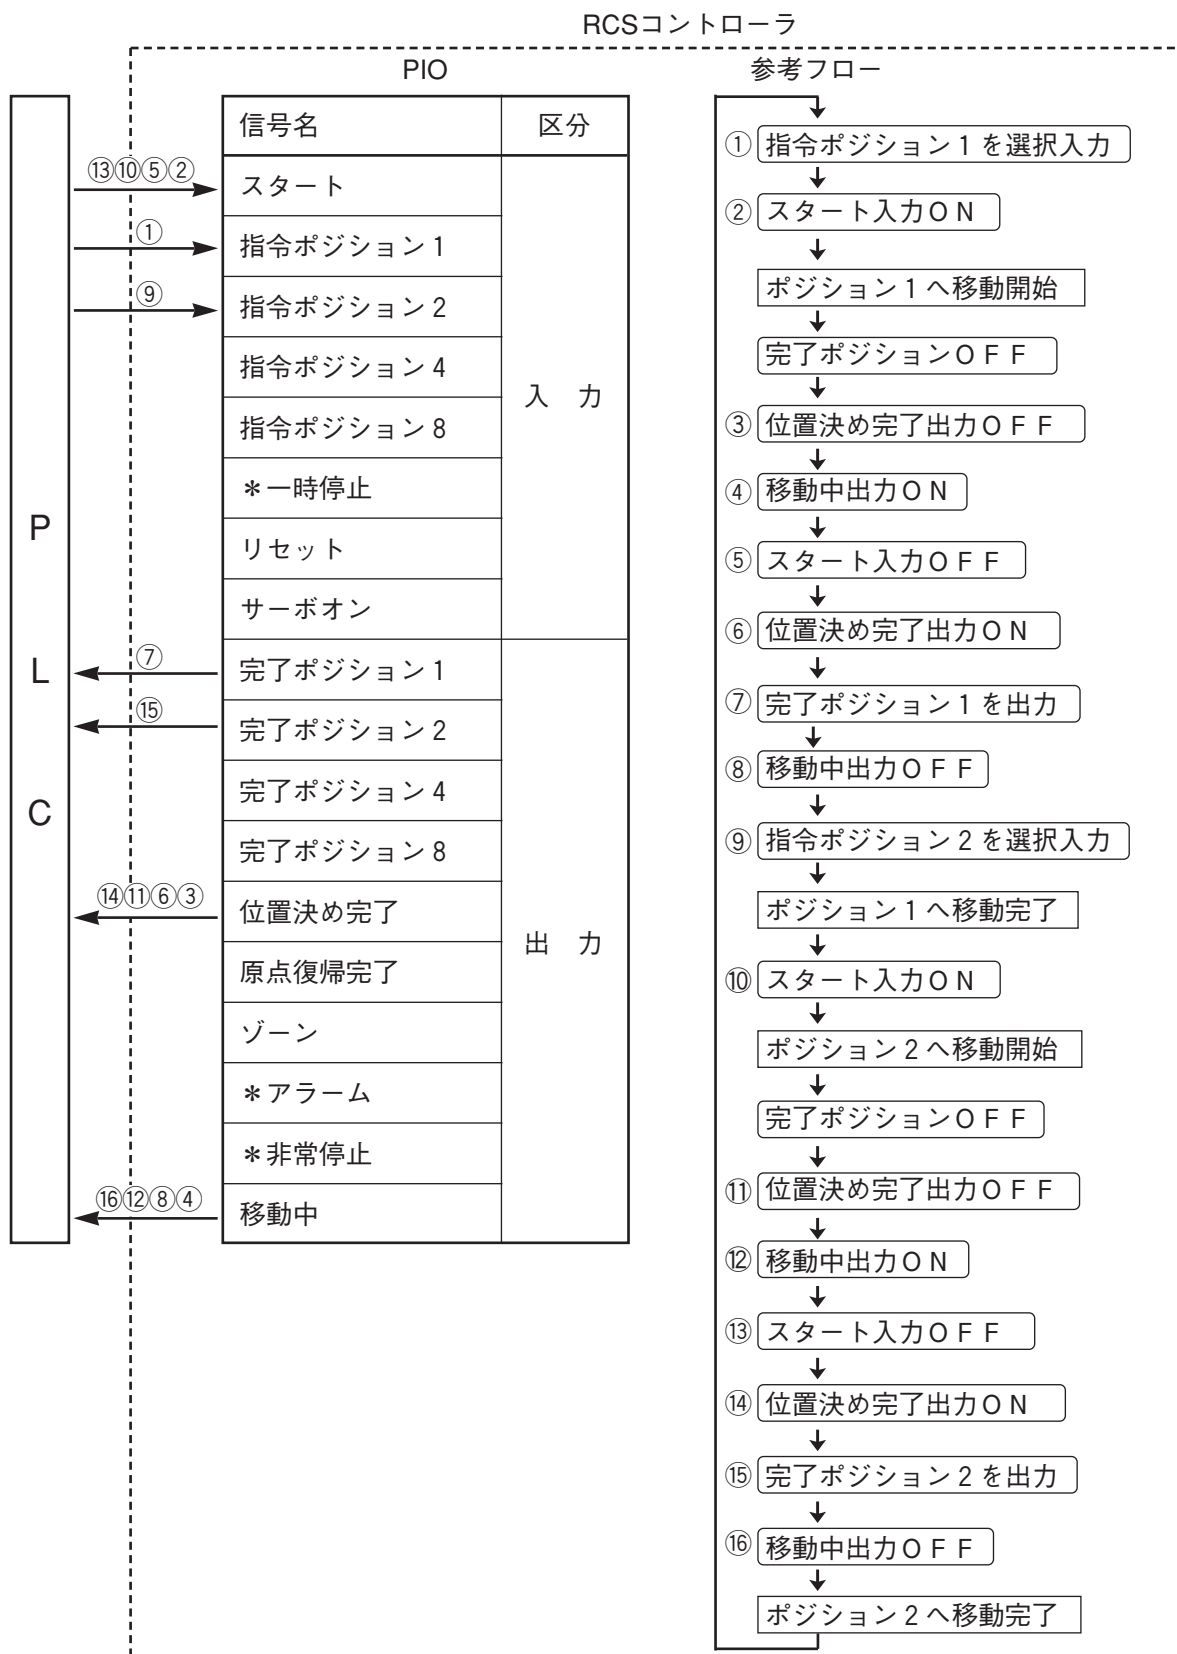 RCSコントローラ
PIO
信号名 区分
⑬⑩⑤② スタート
① 指令ポジション1
⑨ 指令ポジション2
指令ポジション4
指令ポジション8
入 力
*一時停止
リセット
サーボオン
P
L
C
⑦ 完了ポジション1
⑮ 完了ポジション2
完了ポジション4
完了ポジション8
⑭⑪⑥③ 位置決め完了
出 力
原点復帰完了
ゾーン
*アラーム
*非常停止
⑯⑫⑧④ 移動中
参考フロー
① 指令ポジション1を選択入力
② スタート入力ON
ポジション1へ移動開始
完了ポジションOFF
③ 位置決め完了出力OFF
④ 移動中出力ON
⑤ スタート入力OFF
⑥ 位置決め完了出力ON
⑦ 完了ポジション1を出力
⑧ 移動中出力OFF
⑨ 指令ポジション2を選択入力
ポジション1へ移動完了
⑩ スタート入力ON
ポジション2へ移動開始
完了ポジションOFF
⑪ 位置決め完了出力OFF
⑫ 移動中出力ON
⑬ スタート入力OFF
⑭ 位置決め完了出力ON
⑮ 完了ポジション2を出力
⑯ 移動中出力OFF
ポジション2へ移動完了